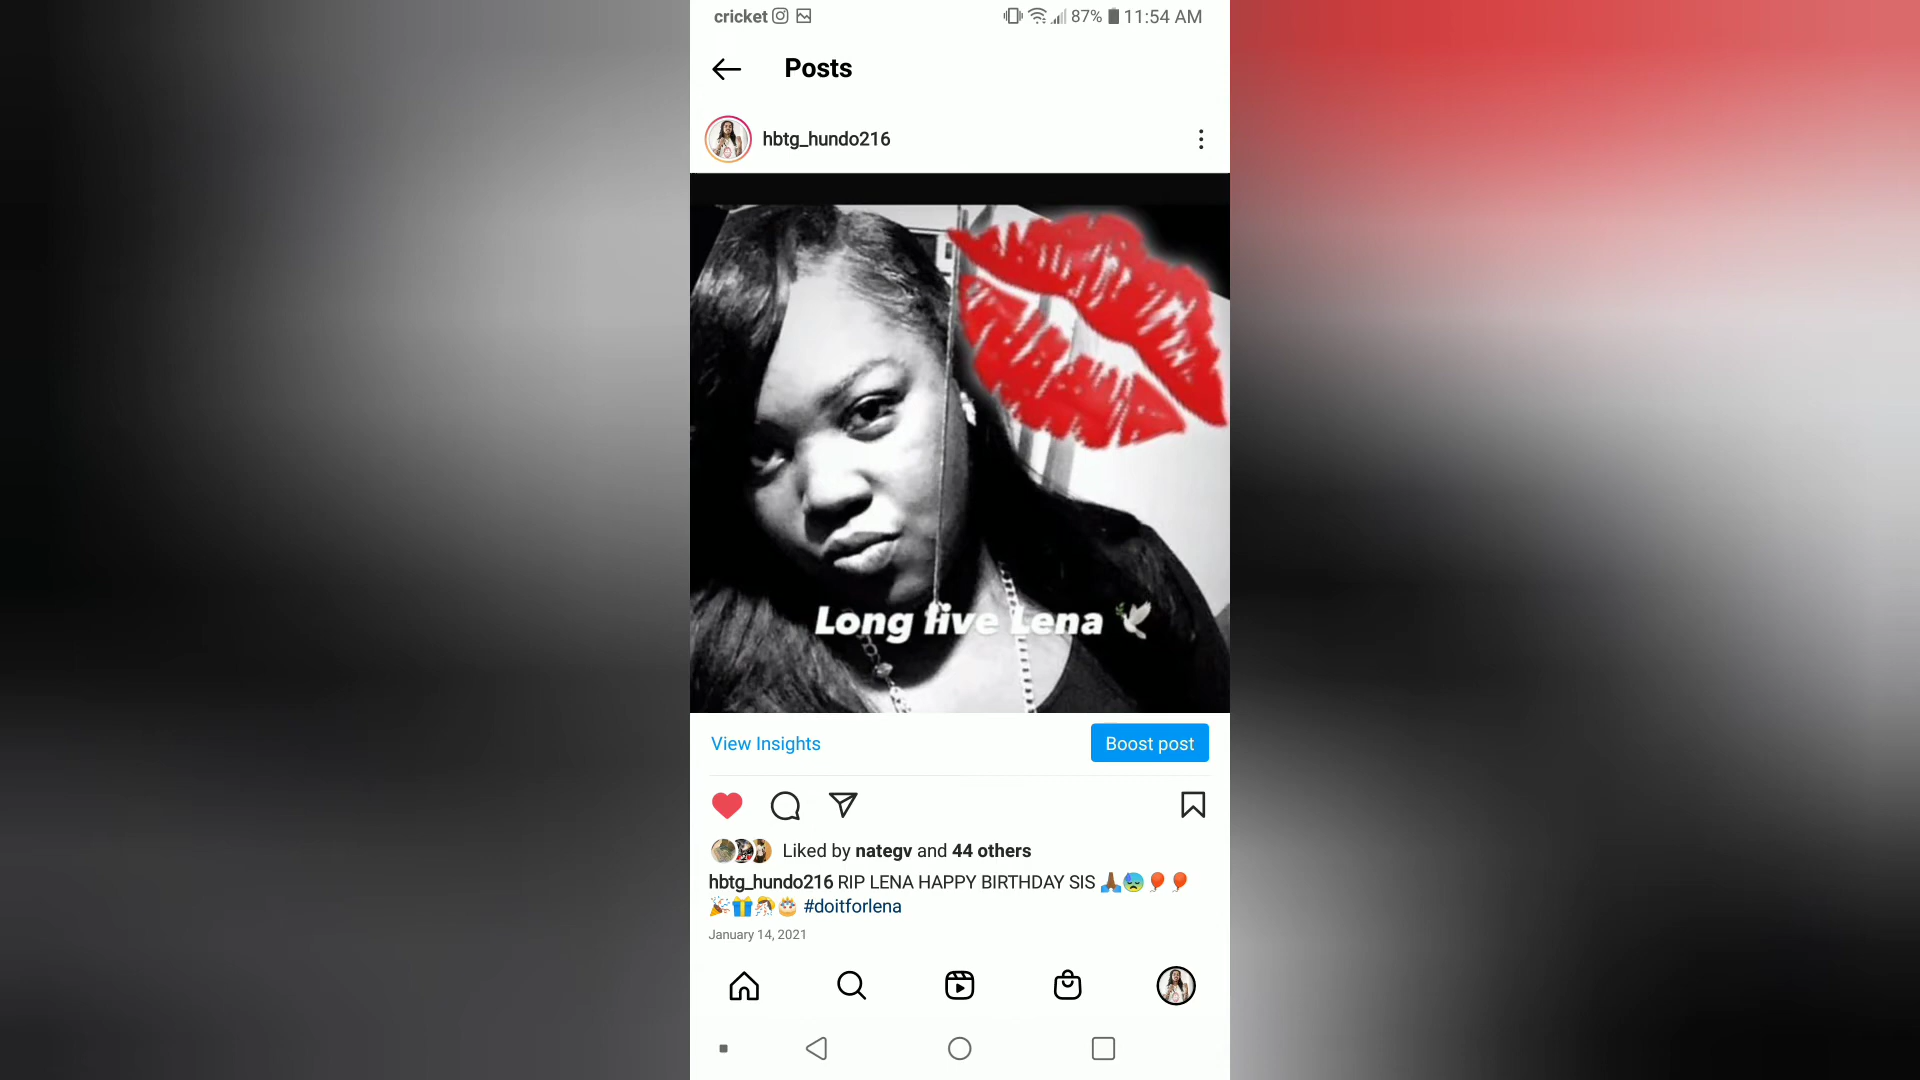 cricket 87% 11:54 AM
Posts
hbtg_hundo216
Long live Lena 🕊
View Insights Boost post
Liked by nategv and 44 others
hbtg_hundo216 RIP LENA HAPPY BIRTHDAY SIS 🙏🏾😓🎈🎈
🎉🎁🎊🎂 #doitforlena
January 14, 2021